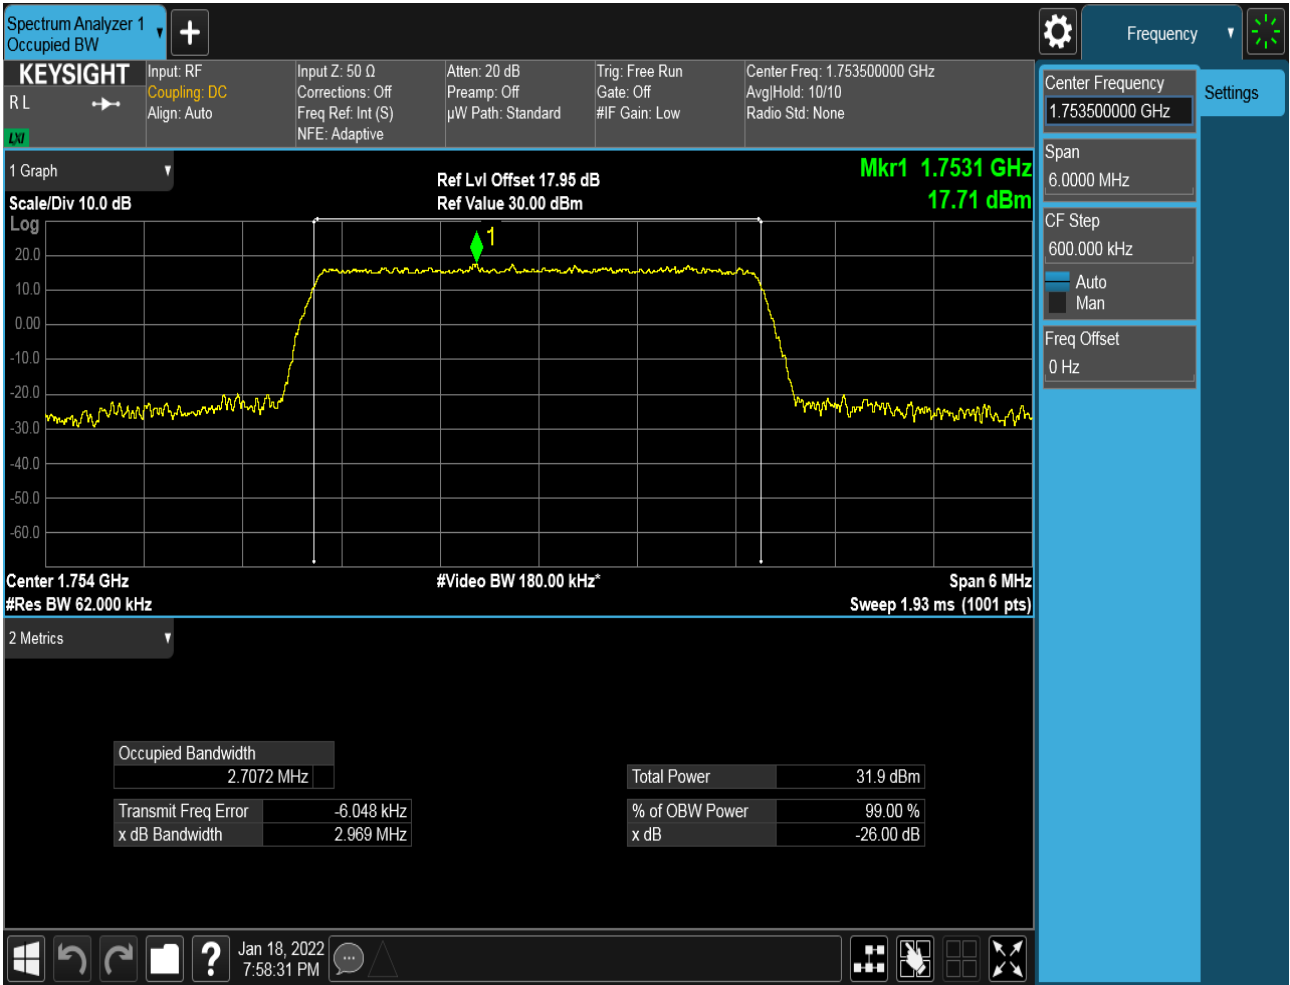 Spectrum Analyzer 1
Occupied BW
+
Frequency
KEYSIGHT
R L
LXI
Input: RF
Coupling: DC
Align: Auto
Input Z: 50 Ω
Corrections: Off
Freq Ref: Int (S)
NFE: Adaptive
Atten: 20 dB
Preamp: Off
µW Path: Standard
Trig: Free Run
Gate: Off
#IF Gain: Low
Center Freq: 1.753500000 GHz
Avg|Hold: 10/10
Radio Std: None
Center Frequency
1.753500000 GHz
Settings
Span
6.0000 MHz
CF Step
600.000 kHz
Auto
Man
Freq Offset
0 Hz
1 Graph
Ref Lvl Offset 17.95 dB
Mkr1 1.7531 GHz
Scale/Div 10.0 dB
Ref Value 30.00 dBm
17.71 dBm
Log
1
20.0
10.0
0.00
-10.0
-20.0
-30.0
-40.0
-50.0
-60.0
Center 1.754 GHz
#Video BW 180.00 kHz*
Span 6 MHz
#Res BW 62.000 kHz
Sweep 1.93 ms (1001 pts)
2 Metrics
Occupied Bandwidth
2.7072 MHz
Total Power 31.9 dBm
Transmit Freq Error -6.048 kHz
% of OBW Power 99.00 %
x dB Bandwidth 2.969 MHz
x dB -26.00 dB
?
Jan 18, 2022
7:58:31 PM